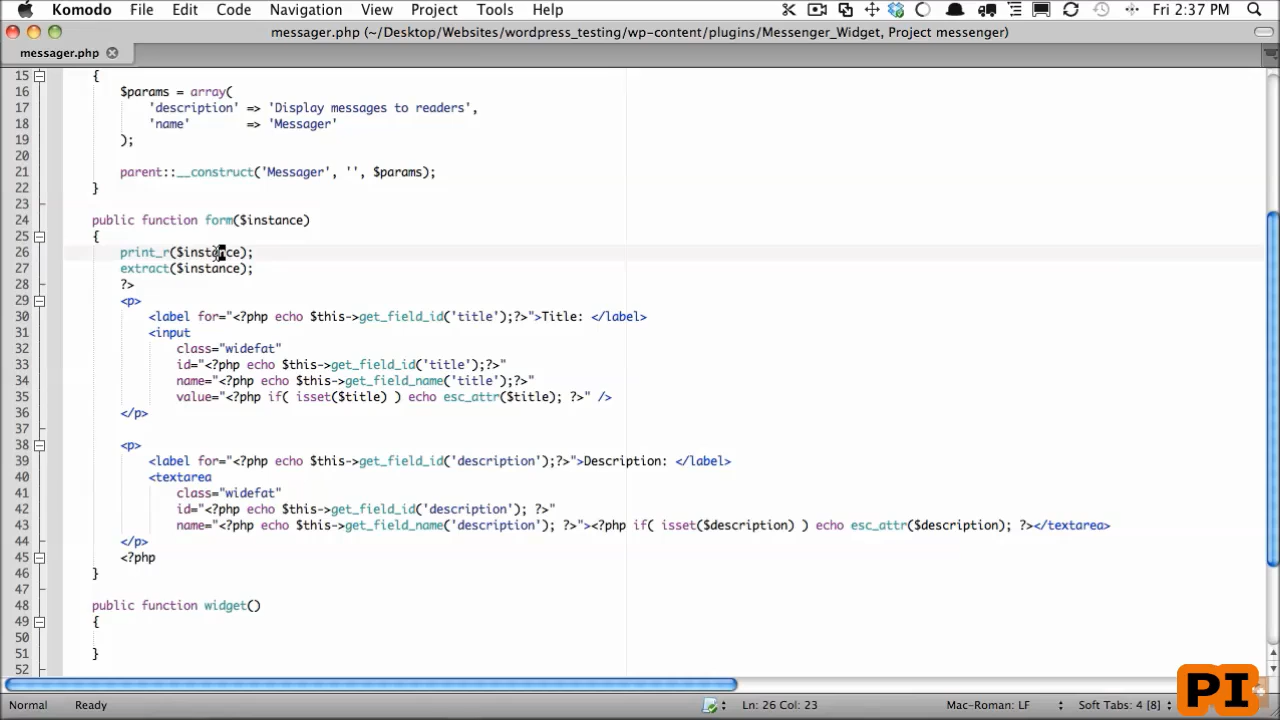 Komodo File Edit Code Navigation View Project Tools Help Fri 2:37 PM
messager.php (~/Desktop/Websites/wordpress_testing/wp-content/plugins/Messenger_Widget, Project messenger)
messager.php
15 {
16 $params = array(
17 'description' => 'Display messages to readers',
18 'name' => 'Messager'
19 );
20
21 parent::__construct('Messager', '', $params);
22 }
23
24 public function form($instance)
25 {
26 print_r($instance);
27 extract($instance);
28 ?>
29 <p>
30 <label for="<?php echo $this->get_field_id('title');?>">Title: </label>
31 <input
32 class="widefat"
33 id="<?php echo $this->get_field_id('title');?>"
34 name="<?php echo $this->get_field_name('title');?>"
35 value="<?php if( isset($title) ) echo esc_attr($title); ?>" />
36 </p>
37
38 <p>
39 <label for="<?php echo $this->get_field_id('description');?>">Description: </label>
40 <textarea
41 class="widefat"
42 id="<?php echo $this->get_field_id('description'); ?>"
43 name="<?php echo $this->get_field_name('description'); ?>"><?php if( isset($description) ) echo esc_attr($description); ?></textarea>
44 </p>
45 <?php
46 }
47
48 public function widget()
49 {
50
51 }
52
PI
Normal Ready Ln: 26 Col: 23 Mac-Roman: LF Soft Tabs: 4 [8]